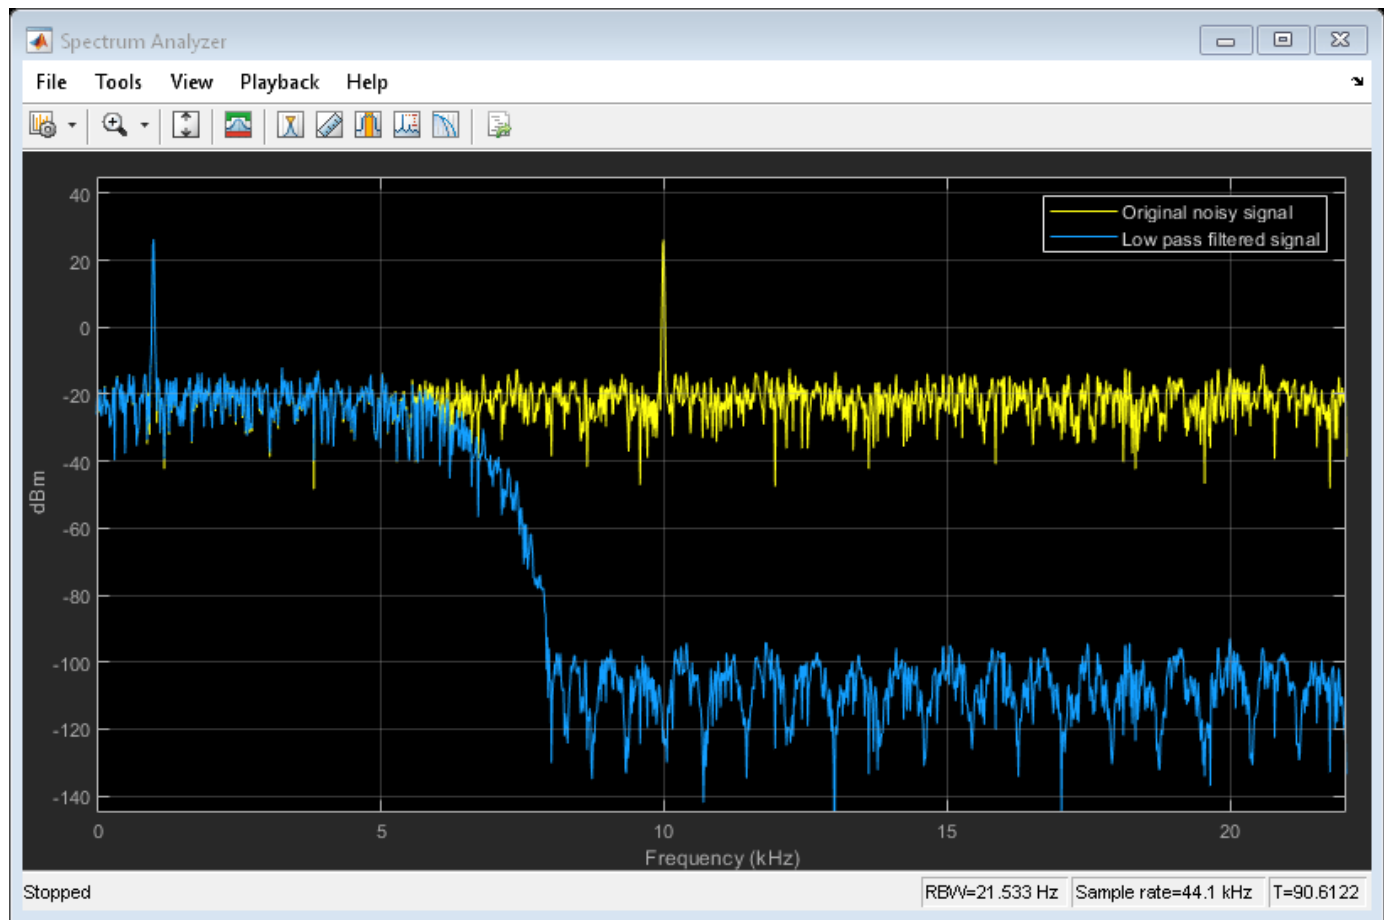 Spectrum Analyzer
File Tools View Playback Help
40
20
0
-20
-40
-60
-80
-100
-120
-140
dBm
Original noisy signal
Low pass filtered signal
0 5 10 15 20
Frequency (kHz)
Stopped RBW=21.533 Hz Sample rate=44.1 kHz T=90.6122